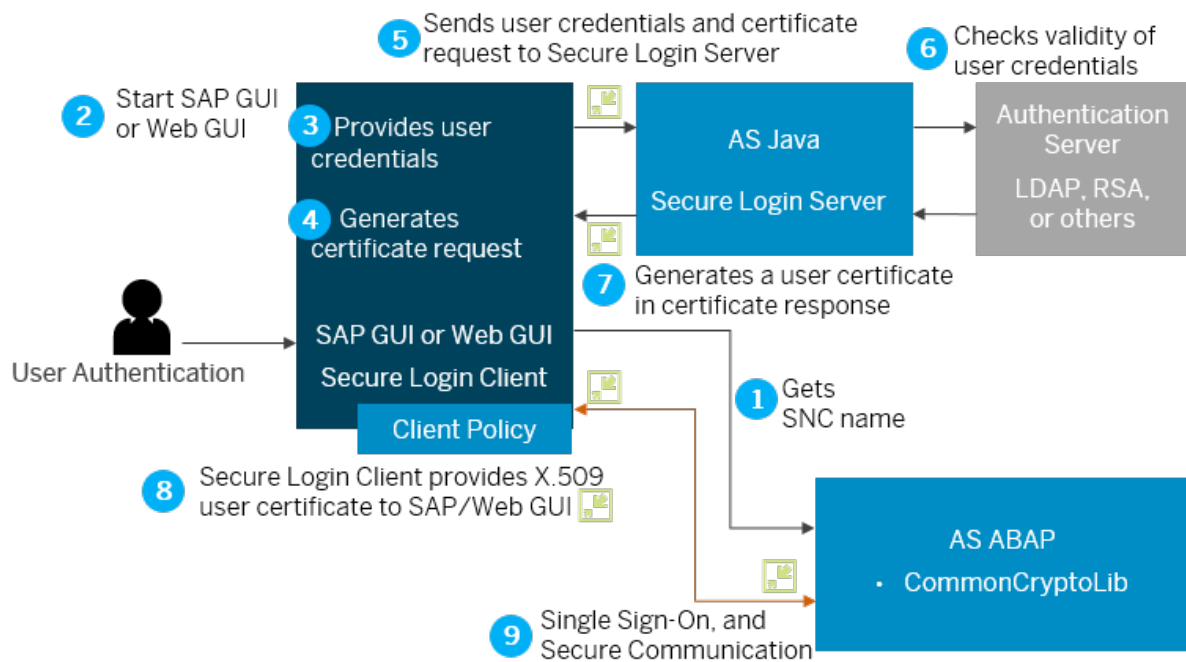 5
Sends user credentials and certificate
request to Secure Login Server
6
Checks validity of
user credentials
2
Start SAP GUI
or Web GUI
3
Provides user
credentials
4
Generates
certificate request
AS Java
Secure Login Server
Authentication
Server
LDAP, RSA,
or others
7
Generates a user certificate
in certificate response
User Authentication
SAP GUI or Web GUI
Secure Login Client
Client Policy
1
Gets
SNC name
8
Secure Login Client provides X.509
user certificate to SAP/Web GUI
AS ABAP
• CommonCryptoLib
9
Single Sign-On, and
Secure Communication